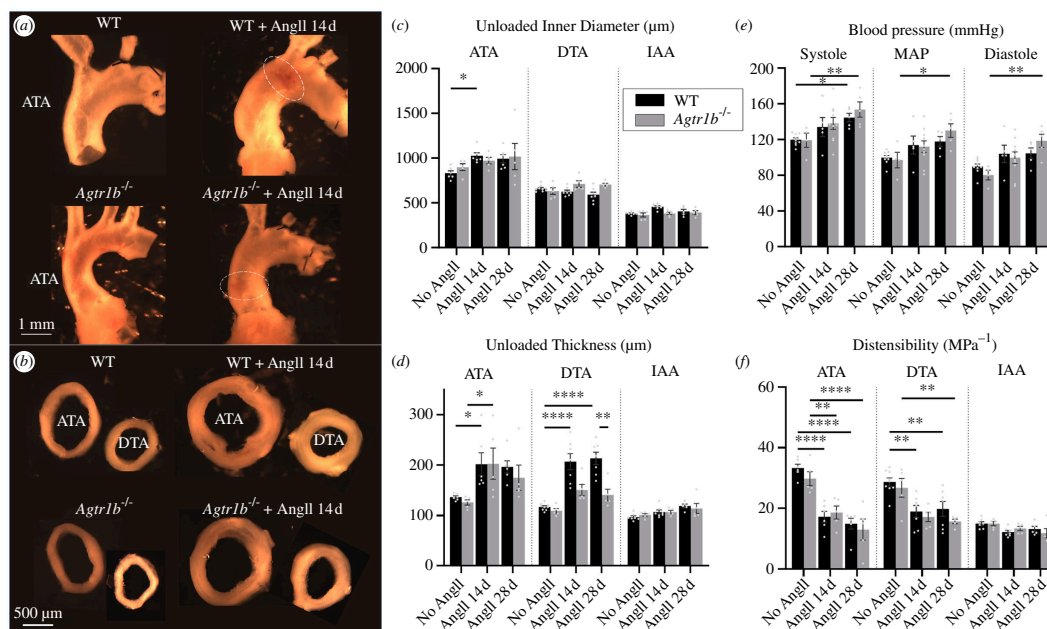 (a)
WT
WT + AngII 14 d
ATA
Agtr1b-/-
Agtr1b-/- + AngII 14d
ATA
1 mm
(b)
WT
WT + AngII 14d
ATA
DTA
ATA
DTA
Agtr1b-/-
Agtr1b-/- + AngII 14d
500 µm
(c)
Unloaded Inner Diameter (µm)
ATA
DTA
IAA
2000
1500
1000
500
0
*
WT
Agtr1b-/-
No AngII
AngII 14d
AngII 28d
No AngII
AngII 14d
AngII 28d
No AngII
AngII 14d
AngII 28d
(e)
Blood pressure (mmHg)
Systole
MAP
Diastole
200
160
120
80
40
0
**
*
*
**
No AngII
AngII 14d
AngII 28d
No AngII
AngII 14d
AngII 28d
No AngII
AngII 14d
AngII 28d
(d)
Unloaded Thickness (µm)
ATA
DTA
IAA
300
200
100
0
*
*
****
****
**
No AngII
AngII 14d
AngII 28d
No AngII
AngII 14d
AngII 28d
No AngII
AngII 14d
AngII 28d
(f)
Distensibility (MPa−1)
ATA
DTA
IAA
60
40
20
0
****
**
****
****
**
**
**
No AngII
AngII 14d
AngII 28d
No AngII
AngII 14d
AngII 28d
No AngII
AngII 14d
AngII 28d